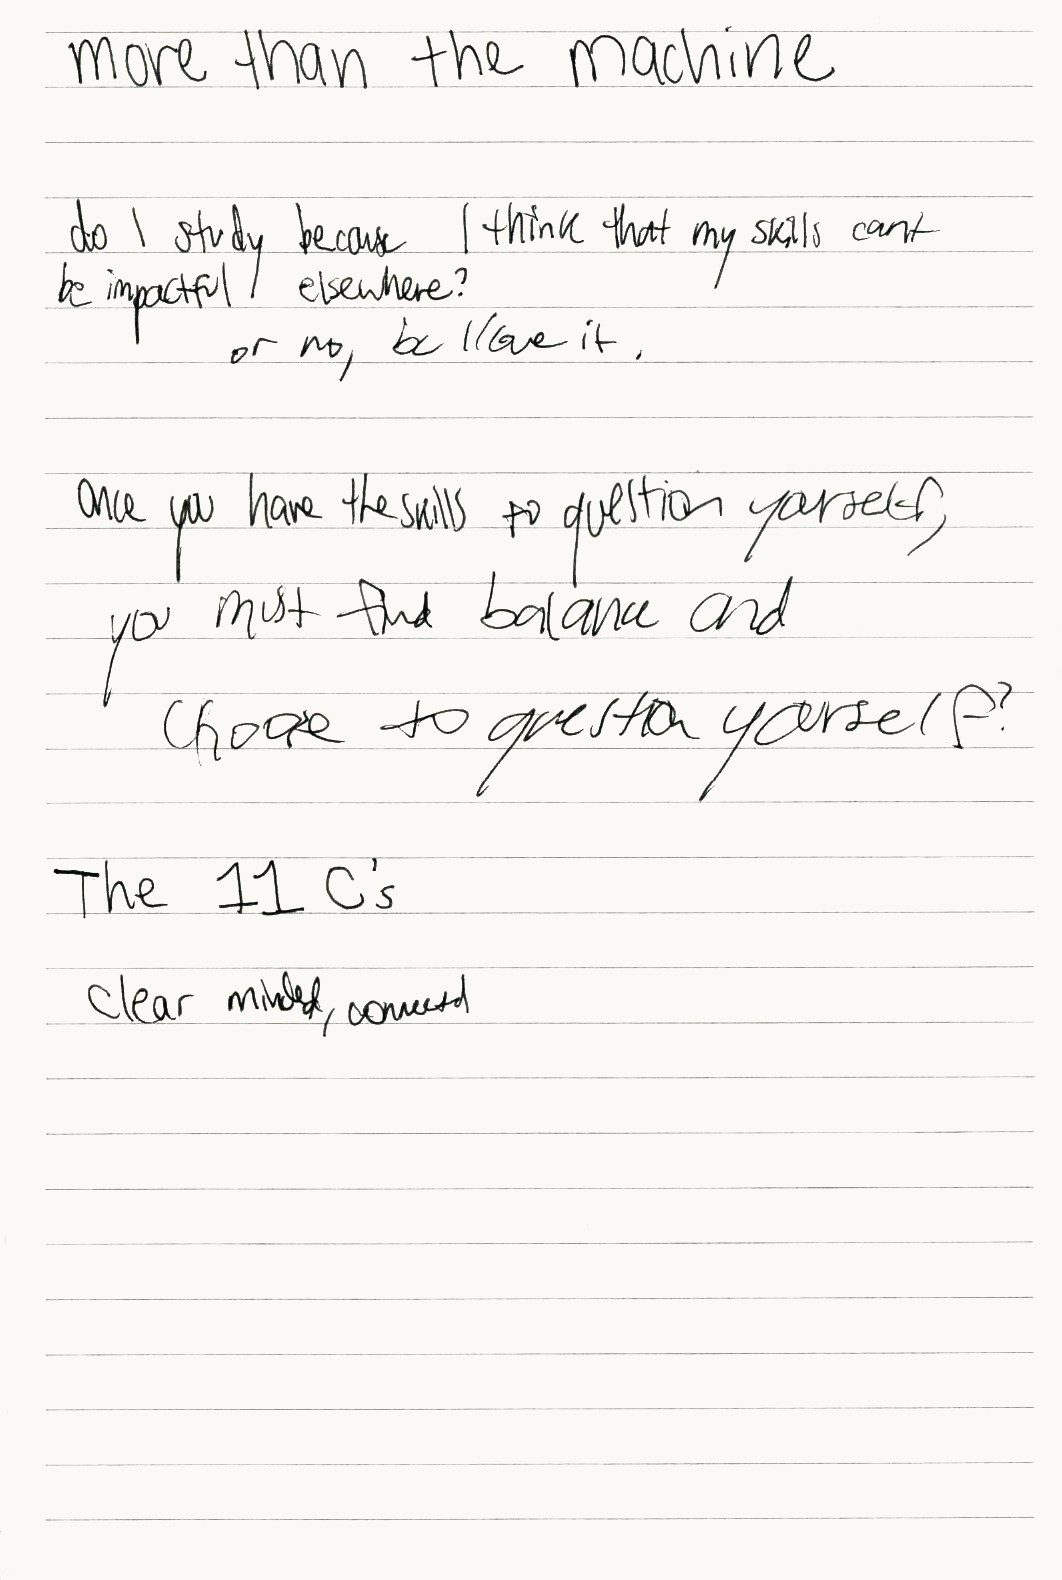 more than the machine
do I study because I think that my skills cant
be impactful elsewhere?
or no, bc I love it.
once you have the skills to question yourself,
you must find balance and
choose to question yourself?
The 11 C's
clear minded, connected